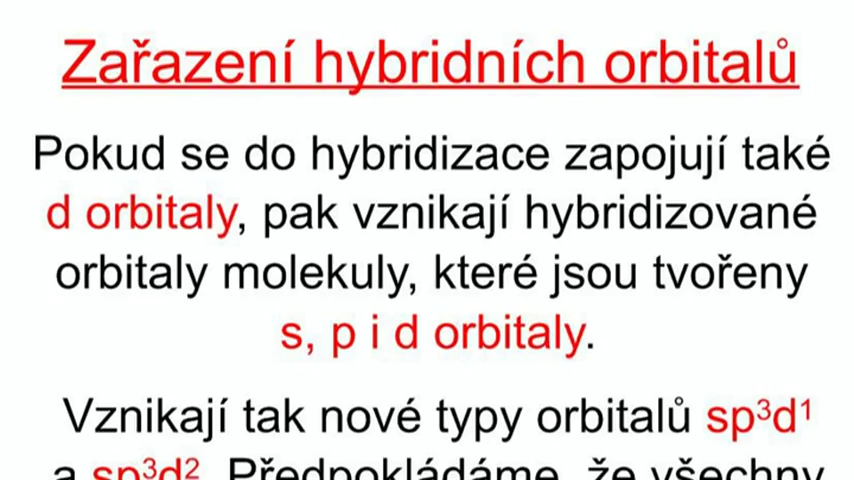 Zařazení hybridních orbitalů
Pokud se do hybridizace zapojují také
d orbitaly, pak vznikají hybridizované
orbitaly molekuly, které jsou tvořeny
s, p i d orbitaly.
Vznikají tak nové typy orbitalů sp³d¹
a sp³d². Předpokládáme, že všechny